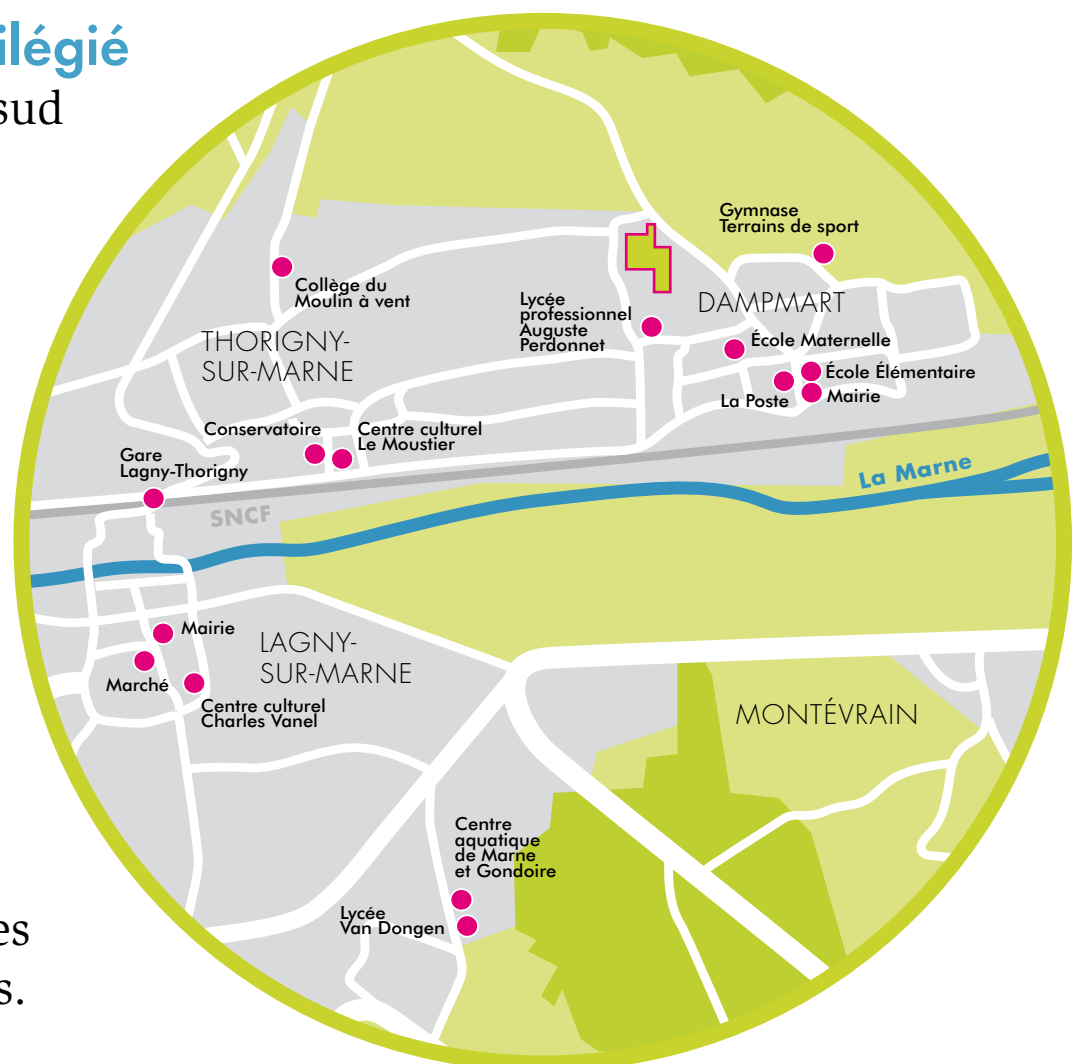 ilégié
sud
Gymnase
Terrains de sport
Collège du
Moulin à vent
Lycée
professionnel
Auguste
Perdonnet
DAMPMART
THORIGNY-
SUR-MARNE
École Maternelle
École Élémentaire
La Poste
Mairie
Conservatoire
Centre culturel
Le Moustier
Gare
Lagny-Thorigny
La Marne
SNCF
Mairie
LAGNY-
SUR-MARNE
Marché
Centre culturel
Charles Vanel
MONTÉVRAIN
Centre
aquatique
de Marne
et Gondoire
Lycée
Van Dongen
es
s.